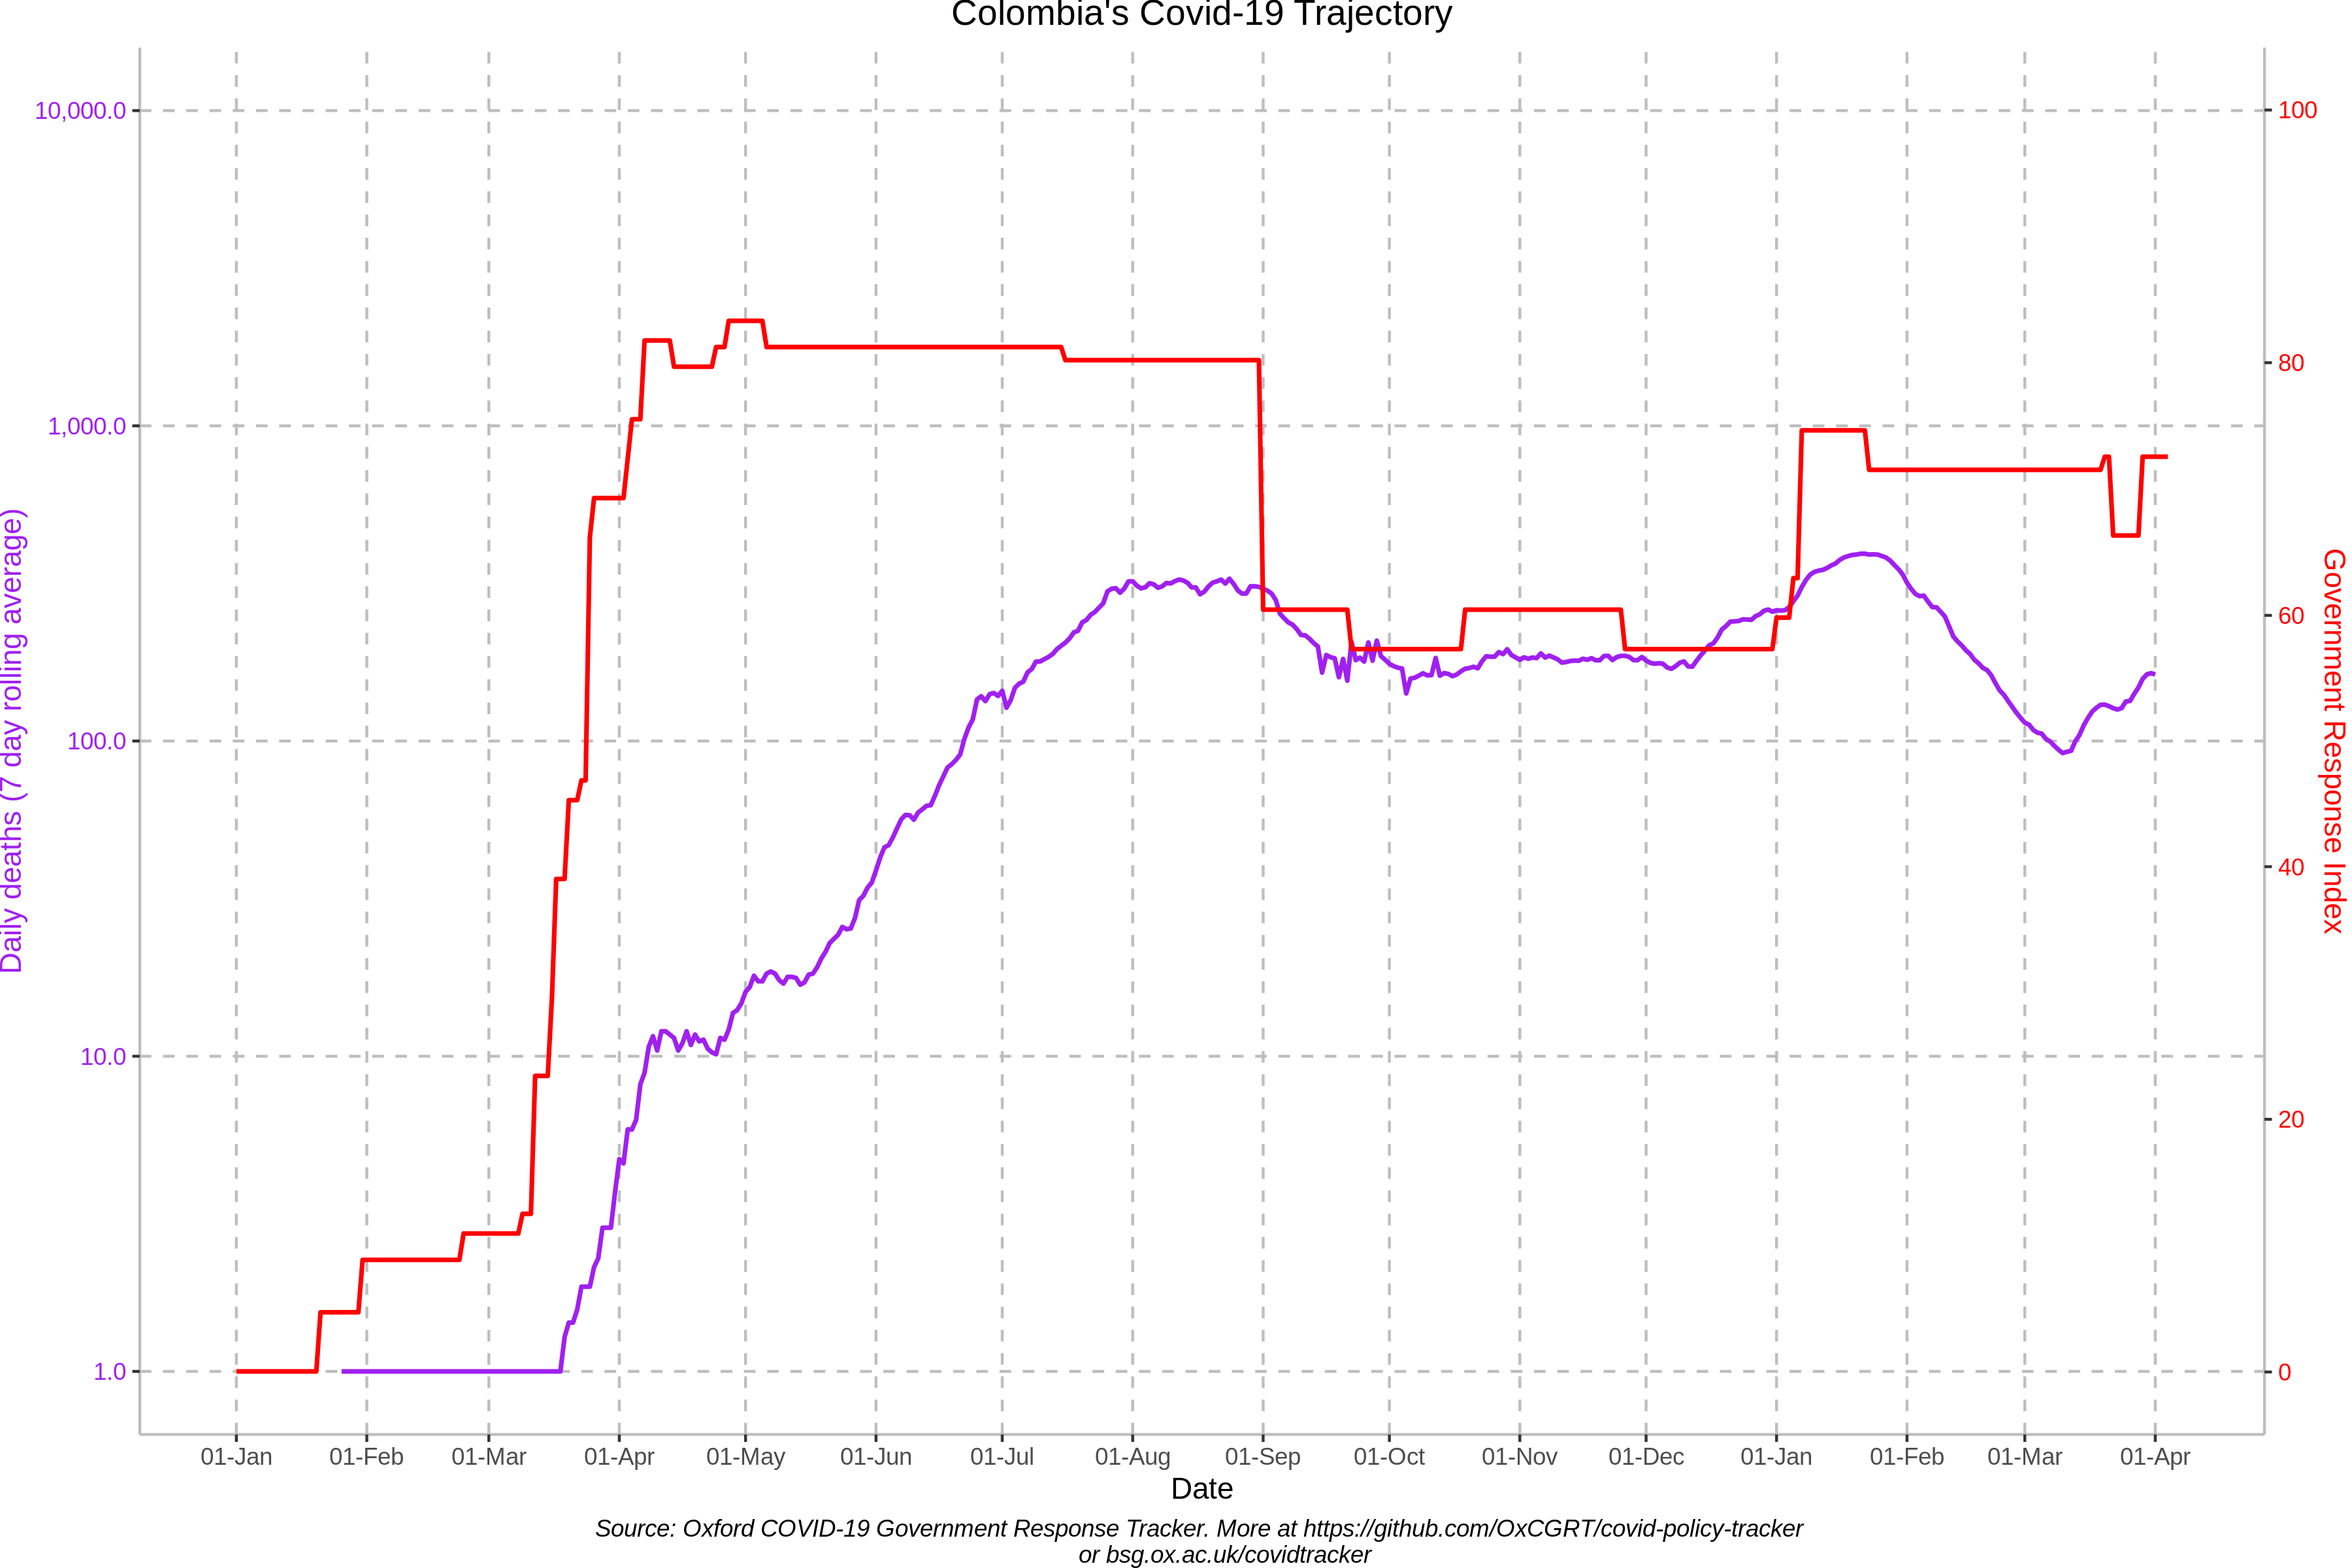 Colombia's Covid-19 Trajectory
10,000.0
1,000.0
100.0
10.0
1.0
Daily deaths (7 day rolling average)
100
80
60
40
20
0
Government Response Index
01-Jan 01-Feb 01-Mar 01-Apr 01-May 01-Jun 01-Jul 01-Aug 01-Sep 01-Oct 01-Nov 01-Dec 01-Jan 01-Feb 01-Mar 01-Apr
Date
Source: Oxford COVID-19 Government Response Tracker. More at https://github.com/OxCGRT/covid-policy-tracker
or bsg.ox.ac.uk/covidtracker